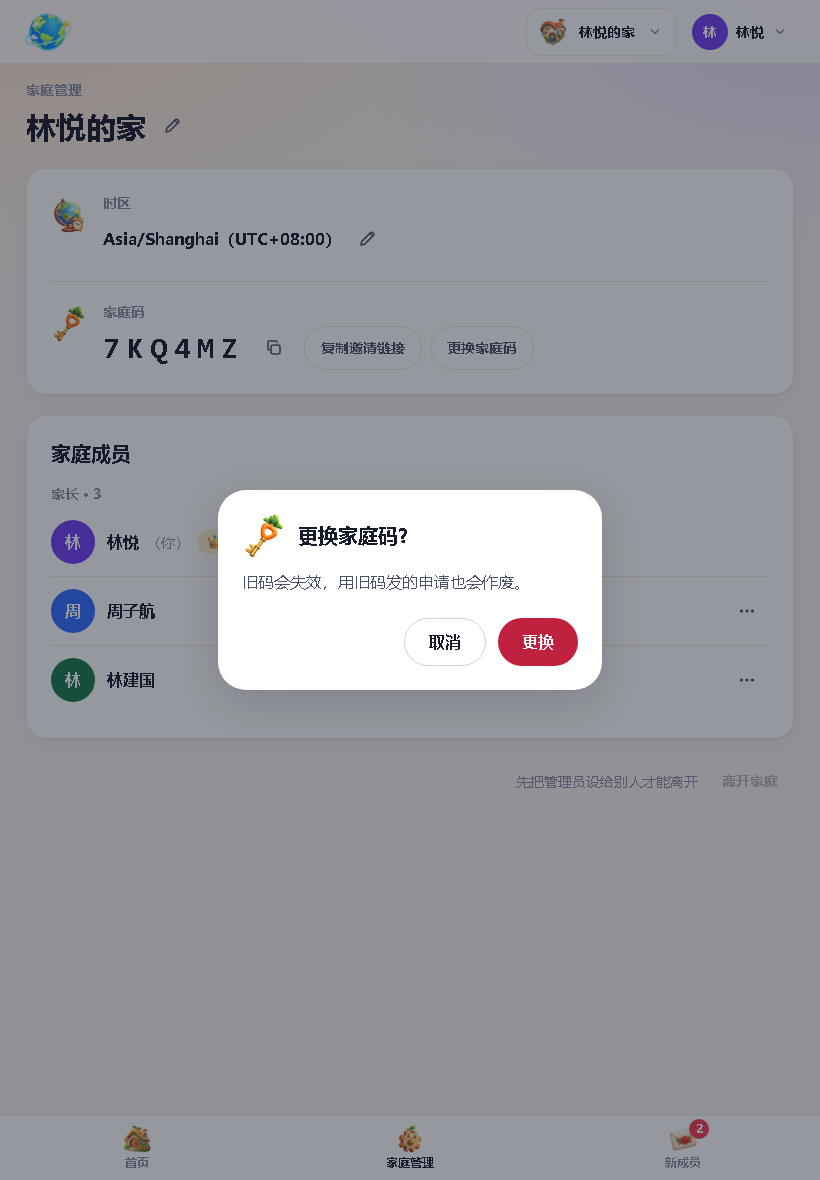 林悦的家
林 林悦
家庭管理
林悦的家
时区
Asia/Shanghai（UTC+08:00）
家庭码
7KQ4MZ
复制邀请链接
更换家庭码
家庭成员
家长 • 3
林 林悦 （你）
周 周子航
林 林建国
更换家庭码?
旧码会失效，用旧码发的申请也会作废。
取消
更换
先把管理员设给别人才能离开
离开家庭
首页
家庭管理
2
新成员